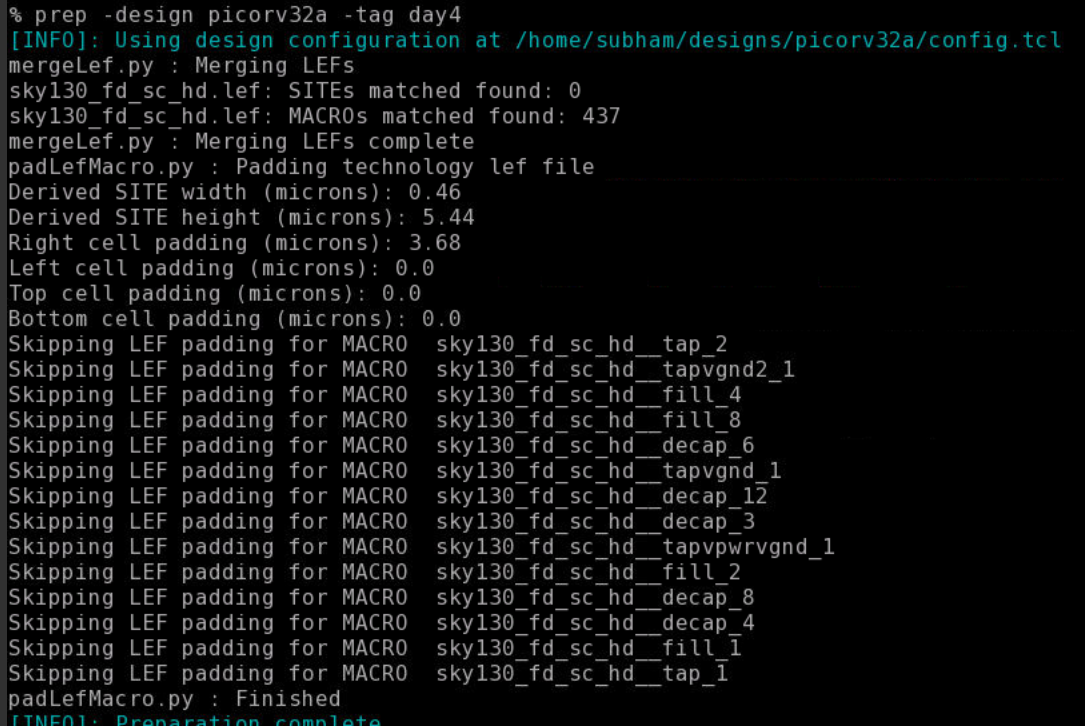 % prep -design picorv32a -tag day4
[INFO]: Using design configuration at /home/subham/designs/picorv32a/config.tcl
mergeLef.py : Merging LEFs
sky130_fd_sc_hd.lef: SITEs matched found: 0
sky130_fd_sc_hd.lef: MACROs matched found: 437
mergeLef.py : Merging LEFs complete
padLefMacro.py : Padding technology lef file
Derived SITE width (microns): 0.46
Derived SITE height (microns): 5.44
Right cell padding (microns): 3.68
Left cell padding (microns): 0.0
Top cell padding (microns): 0.0
Bottom cell padding (microns): 0.0
Skipping LEF padding for MACRO  sky130_fd_sc_hd__tap_2
Skipping LEF padding for MACRO  sky130_fd_sc_hd__tapvgnd2_1
Skipping LEF padding for MACRO  sky130_fd_sc_hd__fill_4
Skipping LEF padding for MACRO  sky130_fd_sc_hd__fill_8
Skipping LEF padding for MACRO  sky130_fd_sc_hd__decap_6
Skipping LEF padding for MACRO  sky130_fd_sc_hd__tapvgnd_1
Skipping LEF padding for MACRO  sky130_fd_sc_hd__decap_12
Skipping LEF padding for MACRO  sky130_fd_sc_hd__decap_3
Skipping LEF padding for MACRO  sky130_fd_sc_hd__tapvpwrvgnd_1
Skipping LEF padding for MACRO  sky130_fd_sc_hd__fill_2
Skipping LEF padding for MACRO  sky130_fd_sc_hd__decap_8
Skipping LEF padding for MACRO  sky130_fd_sc_hd__decap_4
Skipping LEF padding for MACRO  sky130_fd_sc_hd__fill_1
Skipping LEF padding for MACRO  sky130_fd_sc_hd__tap_1
padLefMacro.py : Finished
[INFO]: Preparation complete